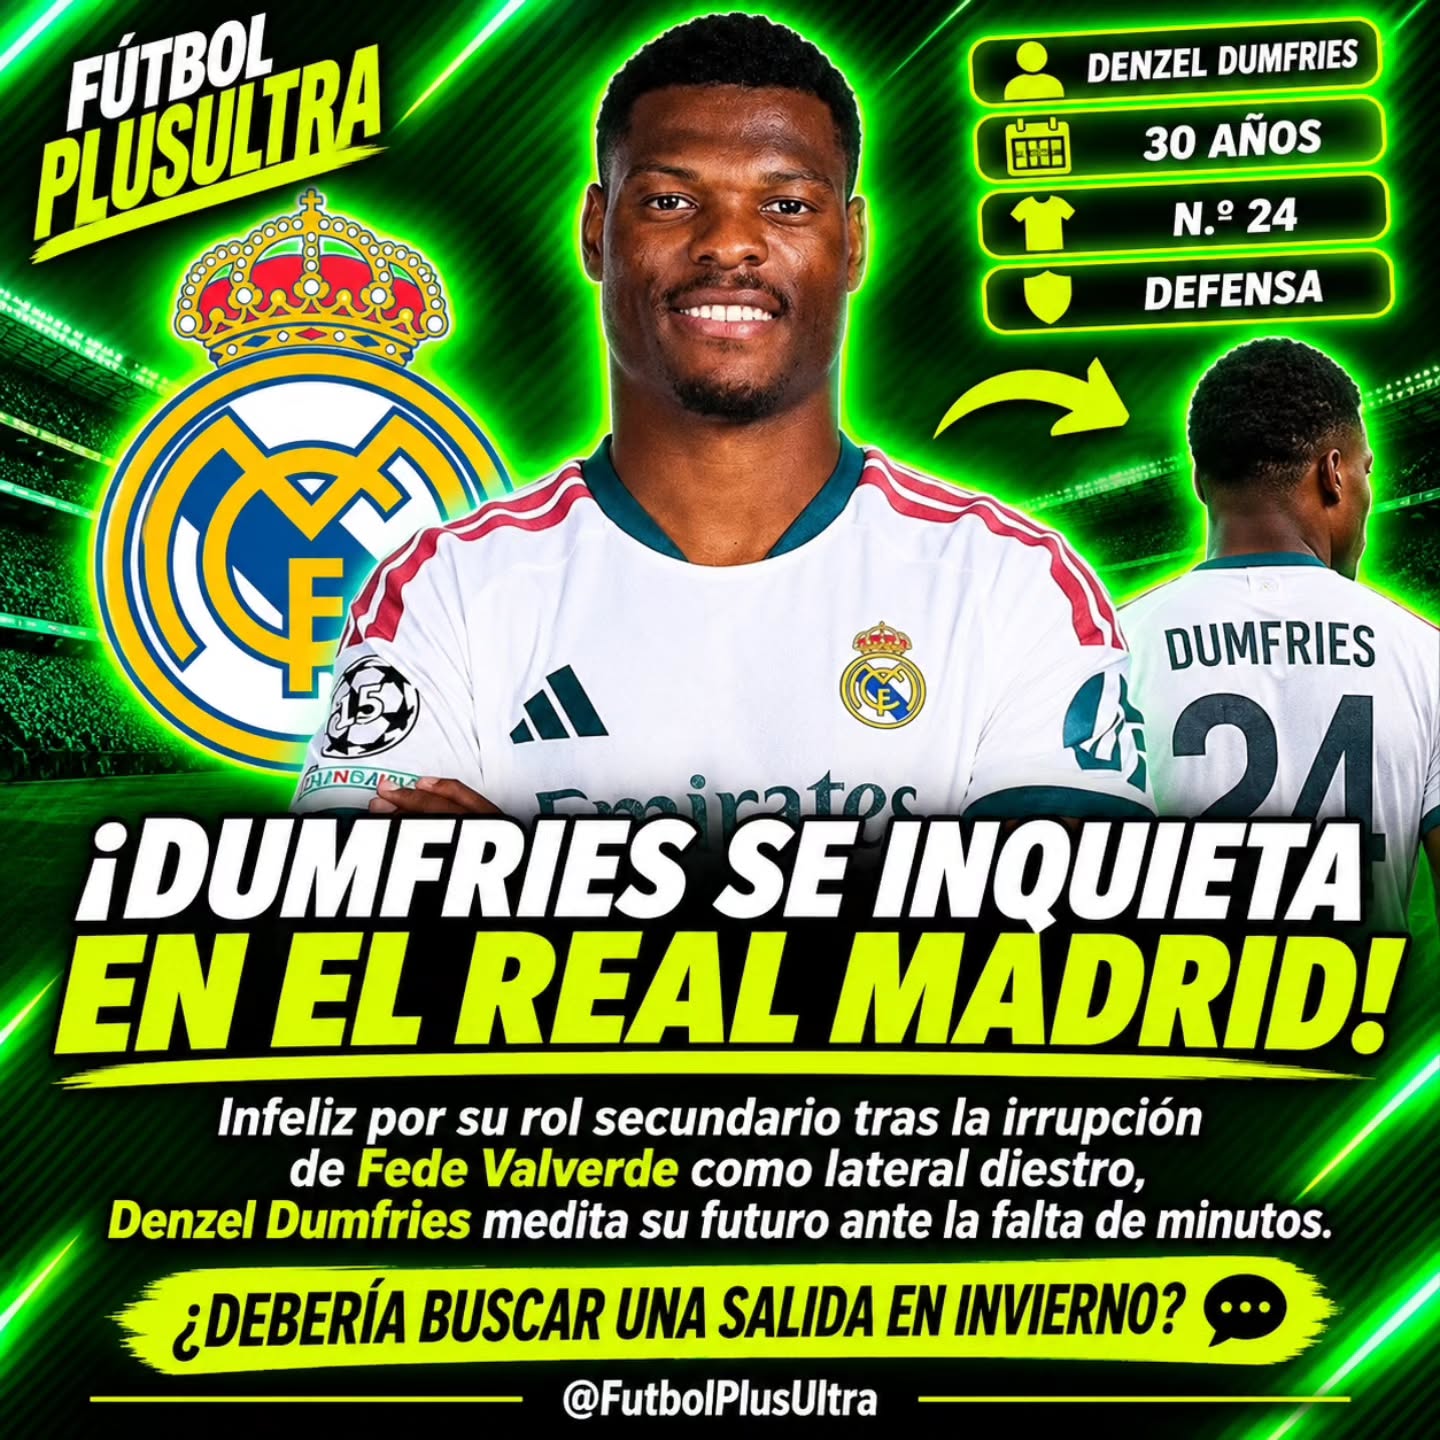 FÚTBOL
PLUSULTRA
DENZEL DUMFRIES
30 AÑOS
N.º 24
DEFENSA
DUMFRIES
24
15
Emirates
¡DUMFRIES SE INQUIETA
EN EL REAL MADRID!
Infeliz por su rol secundario tras la irrupción
de Fede Valverde como lateral diestro,
Denzel Dumfries medita su futuro ante la falta de minutos.
¿DEBERÍA BUSCAR UNA SALIDA EN INVIERNO?
@FutbolPlusUltra